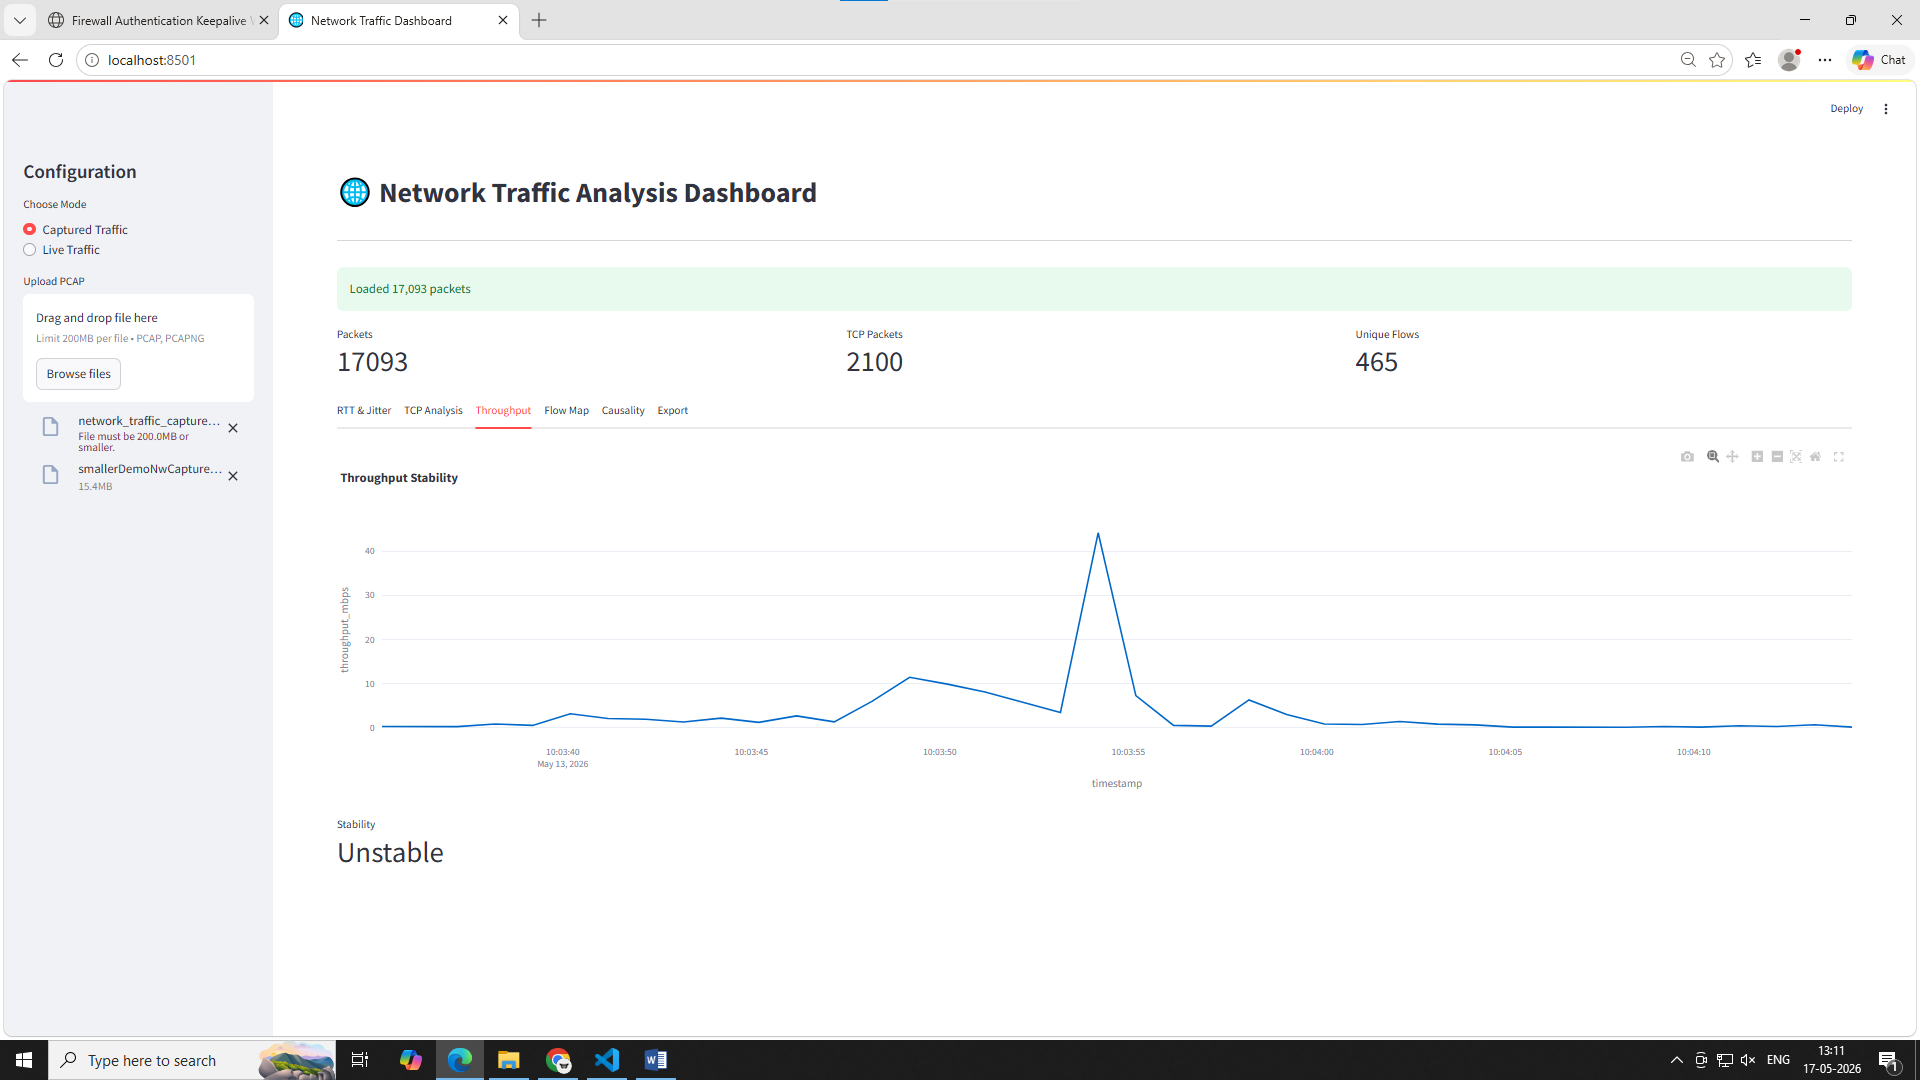 Firewall Authentication Keepalive
Network Traffic Dashboard
localhost:8501
Chat
Deploy
Configuration
Choose Mode
Captured Traffic
Live Traffic
Upload PCAP
Drag and drop file here
Limit 200MB per file • PCAP, PCAPNG
Browse files
network_traffic_capture…
File must be 200.0MB or
smaller.
smallerDemoNwCapture…
15.4MB
Network Traffic Analysis Dashboard
Loaded 17,093 packets
Packets
17093
TCP Packets
2100
Unique Flows
465
RTT & Jitter
TCP Analysis
Throughput
Flow Map
Causality
Export
Throughput Stability
throughput_mbps
40
30
20
10
0
10:03:40
May 13, 2026
10:03:45
10:03:50
10:03:55
10:04:00
10:04:05
10:04:10
timestamp
Stability
Unstable
Type here to search
ENG
13:11
17-05-2026
1